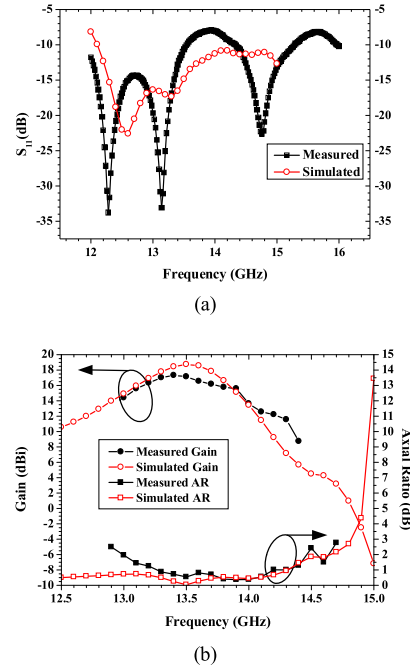 -5 -5
-10 -10
-15 -15
-20 -20
-25 -25
-30 -30
-35 -35
S11(dB)
Measured
Simulated
12 13 14 15 16
Frequency (GHz)
(a)
20 15
18 14
16 13
14 12
12 11
10 10
8 9
6 8
4 7
2 6
0 5
-2 4
-4 3
-6 2
-8 1
-10 0
Gain (dBi)
Axial Ratio (dB)
Measured Gain
Simulated Gain
Measured AR
Simulated AR
12.5 13.0 13.5 14.0 14.5 15.0
Frequency (GHz)
(b)